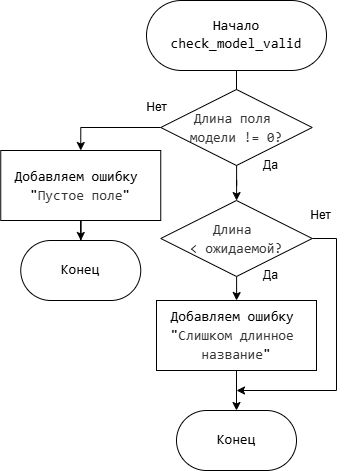 Начало
check_model_valid
Длина поля
модели != 0?
Нет
Да
Добавляем ошибку
"Пустое поле"
Конец
Длина
< ожидаемой?
Нет
Да
Добавляем ошибку
"Слишком длинное
название"
Конец